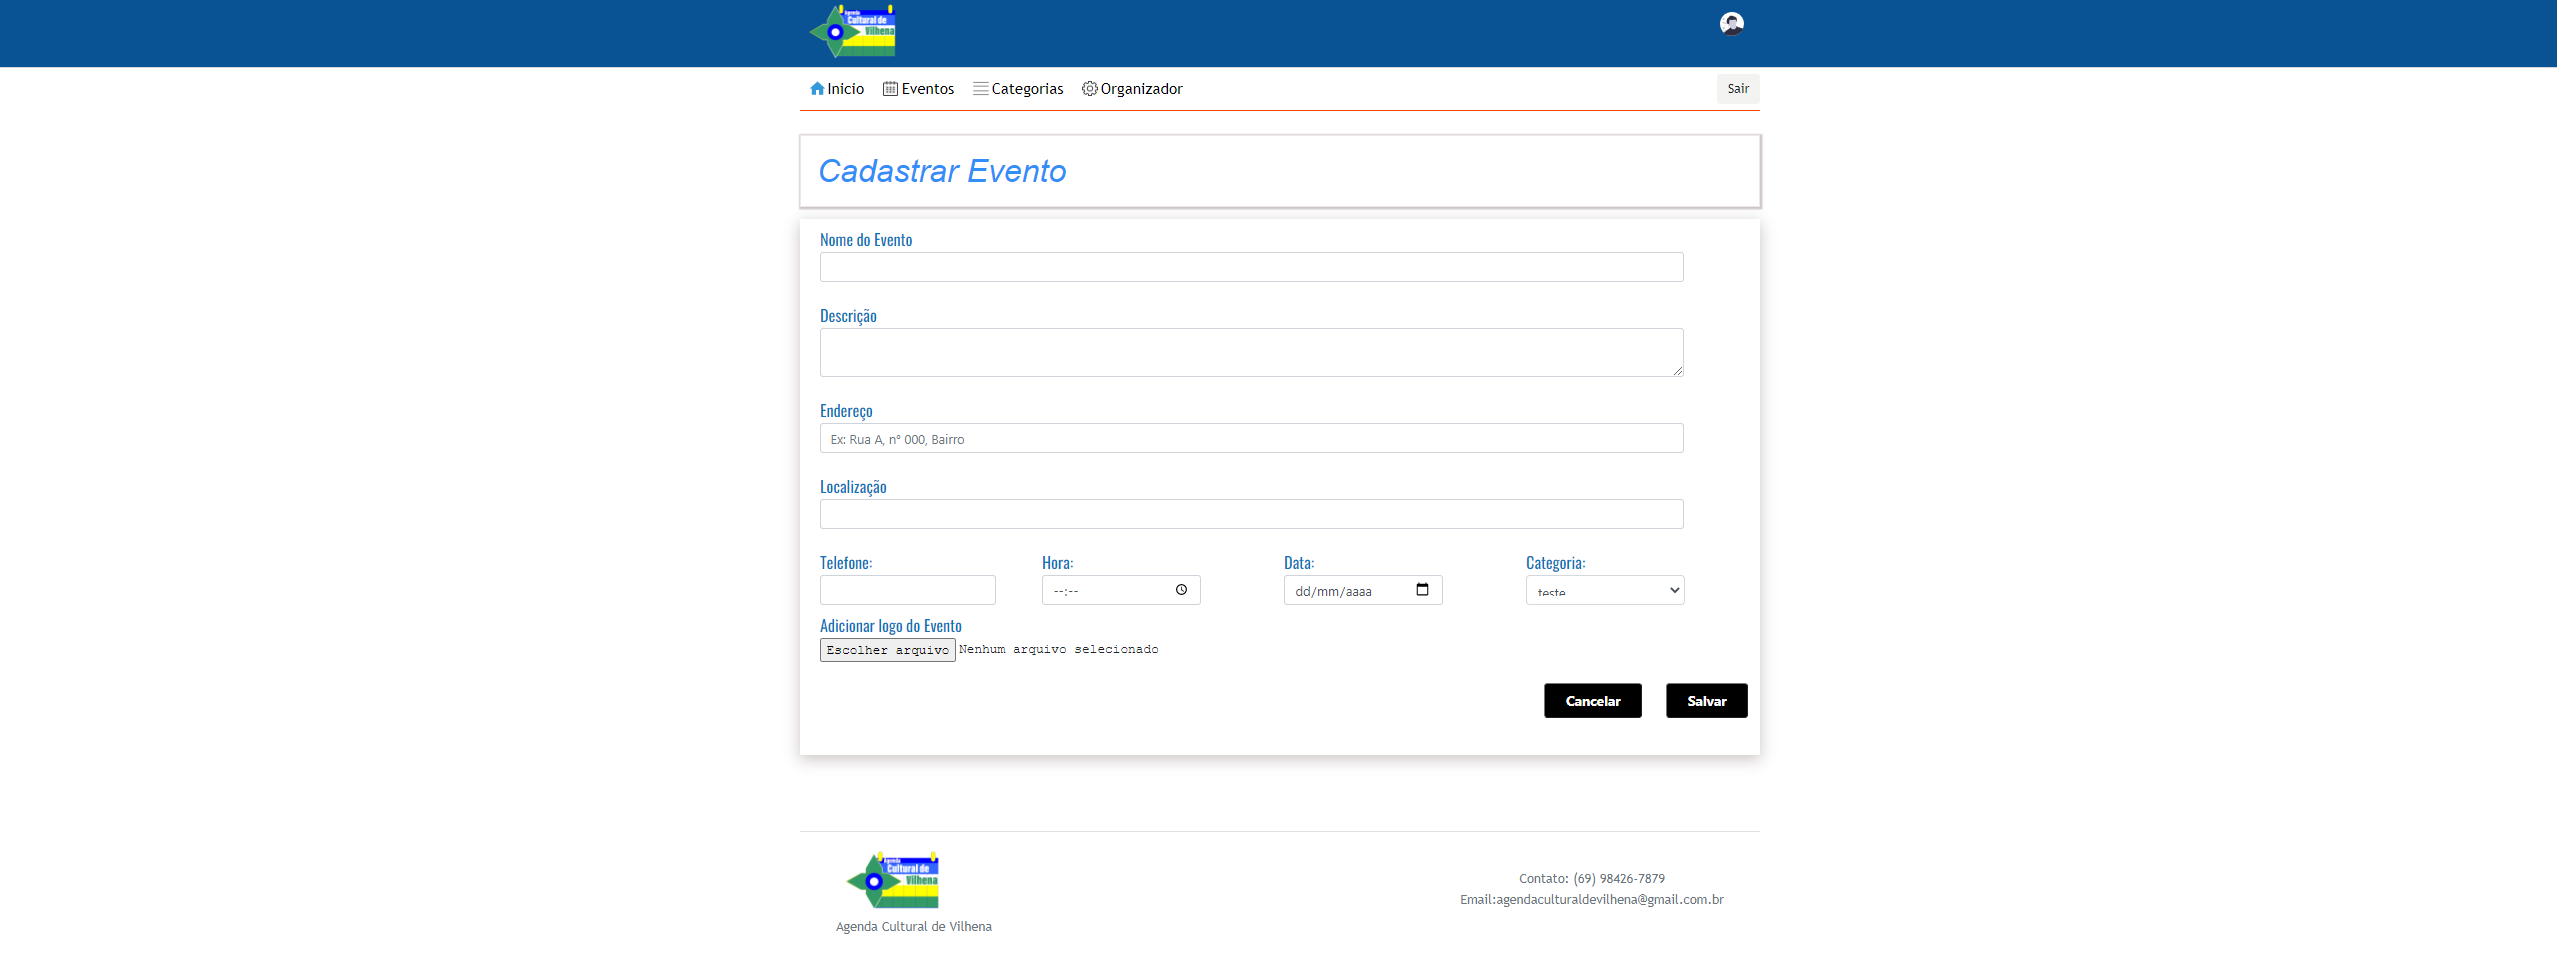 Agenda
Cultural de
Vilhena
Inicio Eventos Categorias Organizador Sair
Cadastrar Evento
Nome do Evento
Descrição
Endereço
Ex: Rua A, nº 000, Bairro
Localização
Telefone: Hora: Data: Categoria:
--:-- dd/mm/aaaa teste
Adicionar logo do Evento
Escolher arquivo Nenhum arquivo selecionado
Cancelar Salvar
Agenda
Cultural de
Vilhena
Contato: (69) 98426-7879
Email:agendaculturaldevilhena@gmail.com.br
Agenda Cultural de Vilhena